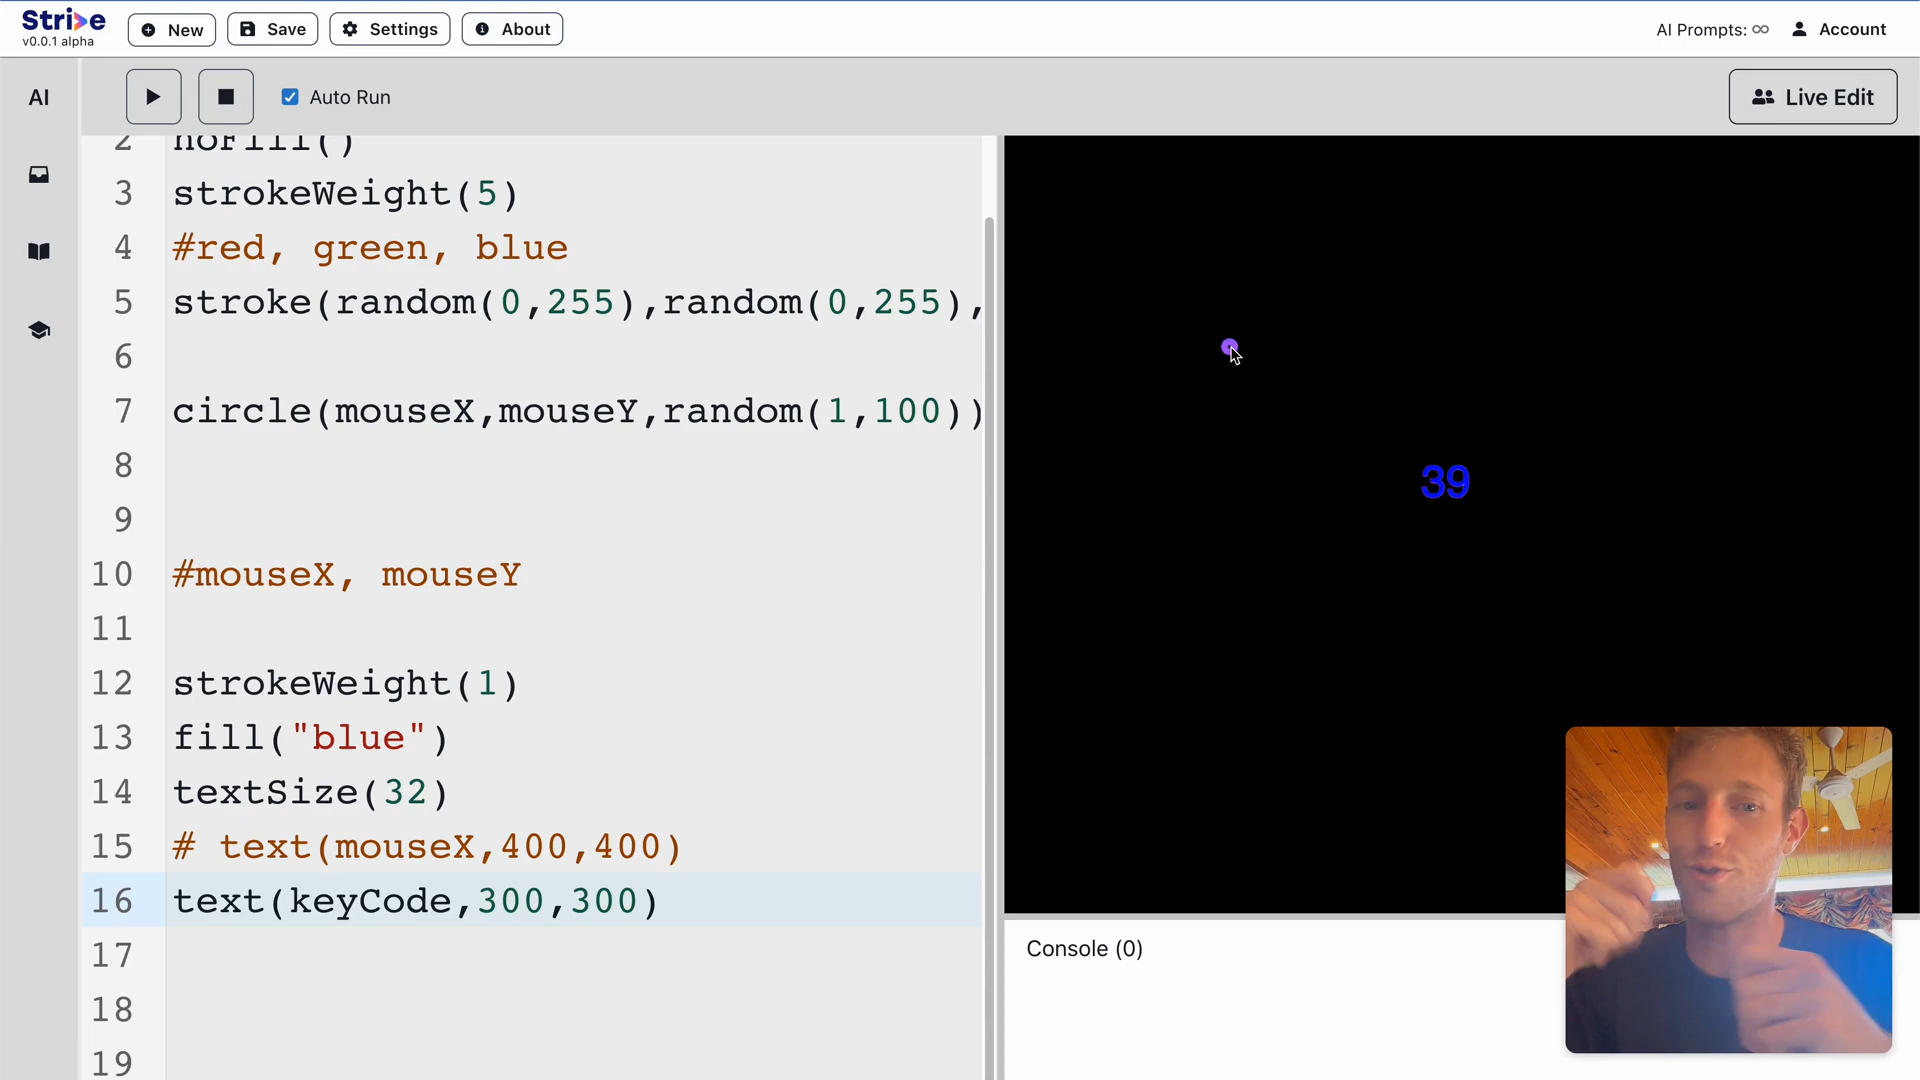 Strive
v0.0.1 alpha
New
Save
Settings
About
AI Prompts: ∞
Account
AI
Auto Run
Live Edit
2 noFill()
3 strokeWeight(5)
4 #red, green, blue
5 stroke(random(0,255),random(0,255),
6
7 circle(mouseX,mouseY,random(1,100))
8
9
10 #mouseX, mouseY
11
12 strokeWeight(1)
13 fill("blue")
14 textSize(32)
15 # text(mouseX,400,400)
16 text(keyCode,300,300)
17
18
19
39
Console (0)